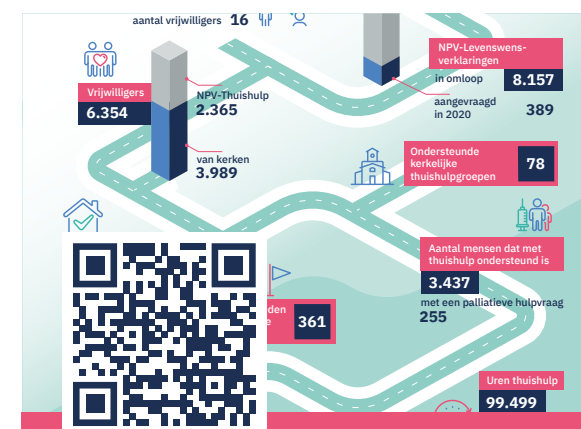 aantal vrijwilligers 16
NPV-Levenswens-
verklaringen
in omloop 8.157
aangevraagd
in 2020 389
Vrijwilligers
6.354
NPV-Thuishulp
2.365
van kerken
3.989
Ondersteunde
kerkelijke
thuishulpgroepen
78
Aantal mensen dat met
thuishulp ondersteund is
3.437
met een palliatieve hulpvraag
255
361
Uren thuishulp
99.499